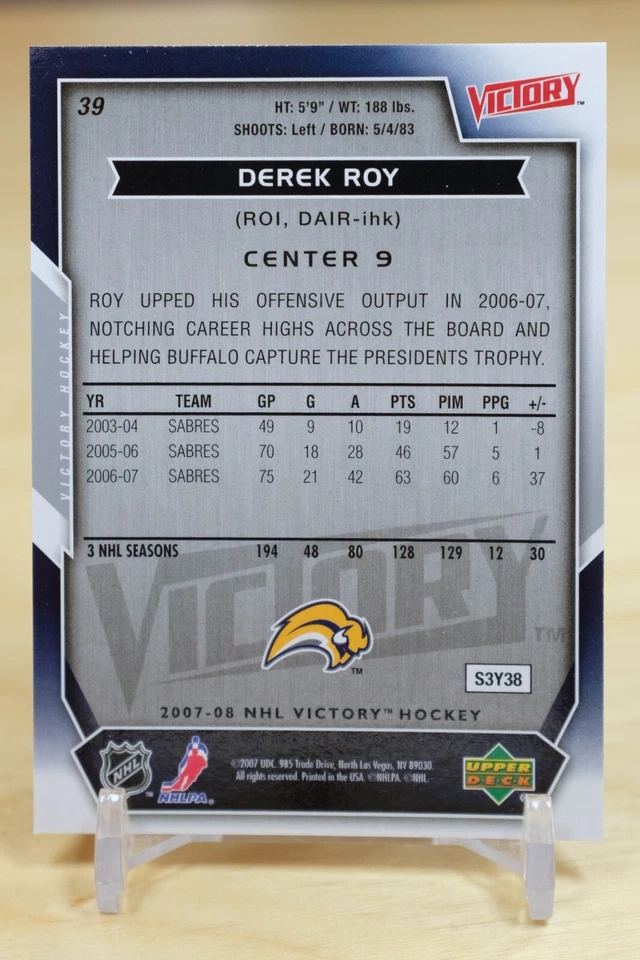 39
HT: 5'9" / WT: 188 lbs.
SHOOTS: Left / BORN: 5/4/83
VICTORY™
DEREK ROY
(ROI, DAIR-ihk)
CENTER 9
ROY UPPED HIS OFFENSIVE OUTPUT IN 2006-07,
NOTCHING CAREER HIGHS ACROSS THE BOARD AND
HELPING BUFFALO CAPTURE THE PRESIDENTS TROPHY.
VICTORY HOCKEY
YR TEAM GP G A PTS PIM PPG +/-
2003-04 SABRES 49 9 10 19 12 1 -8
2005-06 SABRES 70 18 28 46 57 5 1
2006-07 SABRES 75 21 42 63 60 6 37
3 NHL SEASONS 194 48 80 128 129 12 30
VICTORY™
™
S3Y38
2007-08 NHL VICTORY™ HOCKEY
NHL™
NHLPA®
©2007 UDC. 985 Trade Drive, North Las Vegas, NV 89030.
All rights reserved. Printed in the USA. ©NHLPA. ©NHL.
UPPER
DECK